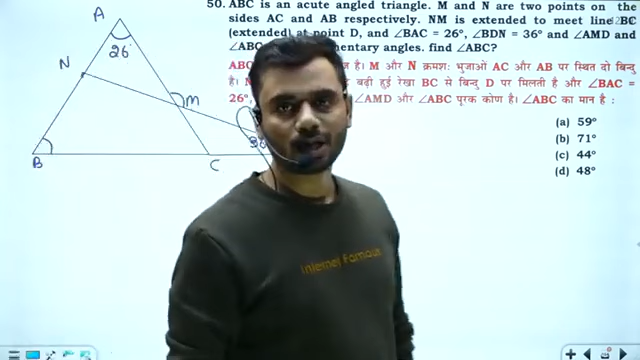 50. ABC is an acute angled triangle. M and N are two points on the
sides AC and AB respectively. NM is extended to meet line BC
(extended) at point D, and ∠BAC = 26°, ∠BDN = 36° and ∠AMD and
∠ABC mentary angles. find ∠ABC?
ABC है। M और N क्रमश: भुजाओ AC और AB पर स्थित दो बिन्दु
है। बढ़ी हुई रेखा BC से बिन्दु D पर मिलती है और ∠BAC =
26°, ∠AMD और ∠ABC पूरक कोण है। ∠ABC का मान है :
(a) 59°
(b) 71°
(c) 44°
(d) 48°
A
26°
N
M
36
B
C
Internet Famous